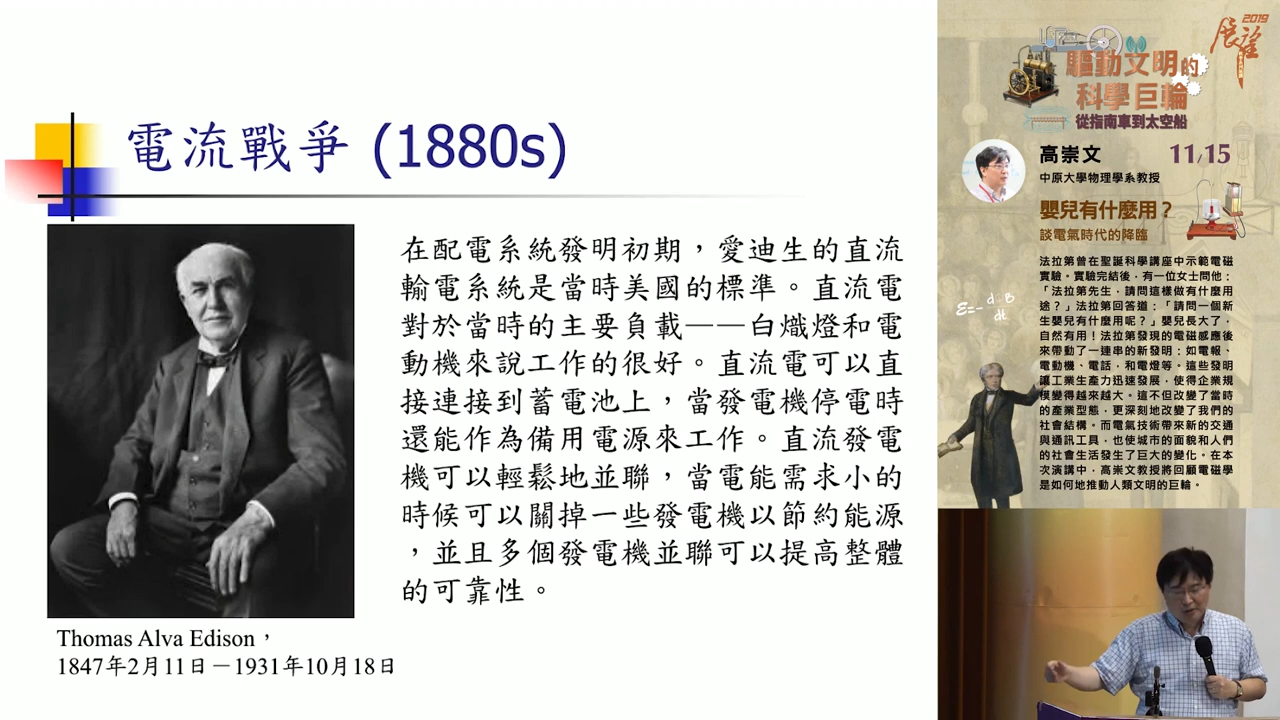 電流戰爭 (1880s)
在配電系統發明初期，愛迪生的直流
輸電系統是當時美國的標準。直流電
對於當時的主要負載——白熾燈和電
動機來說工作的很好。直流電可以直
接連接到蓄電池上，當發電機停電時
還能作為備用電源來工作。直流發電
機可以輕鬆地並聯，當電能需求小的
時候可以關掉一些發電機以節約能源
，並且多個發電機並聯可以提高整體
的可靠性。
Thomas Alva Edison，
1847年2月11日－1931年10月18日
2019
展望
驅動文明的
科學巨輪
從指南車到太空船
高崇文
11/15
中原大學物理學系教授
嬰兒有什麼用？
談電氣時代的降臨
法拉第曾在聖誕科學講座中示範電磁
實驗。實驗完結後，有一位女士問他：
「法拉第先生，請問這樣做有什麼用
途？」法拉第回答道：「請問一個新
生嬰兒有什麼用呢？」嬰兒長大了，
自然有用！法拉第發現的電磁感應後
來帶動了一連串的新發明：如電報、
電動機、電話，和電燈等。這些發明
讓工業生產力迅速發展，使得企業規
模變得越來越大。這不但改變了當時
的產業型態，更深刻地改變了我們的
社會結構。而電氣技術帶來新的交通
與通訊工具，也使城市的面貌和人們
的社會生活發生了巨大的變化。在本
次演講中，高崇文教授將回顧電磁學
是如何地推動人類文明的巨輪。